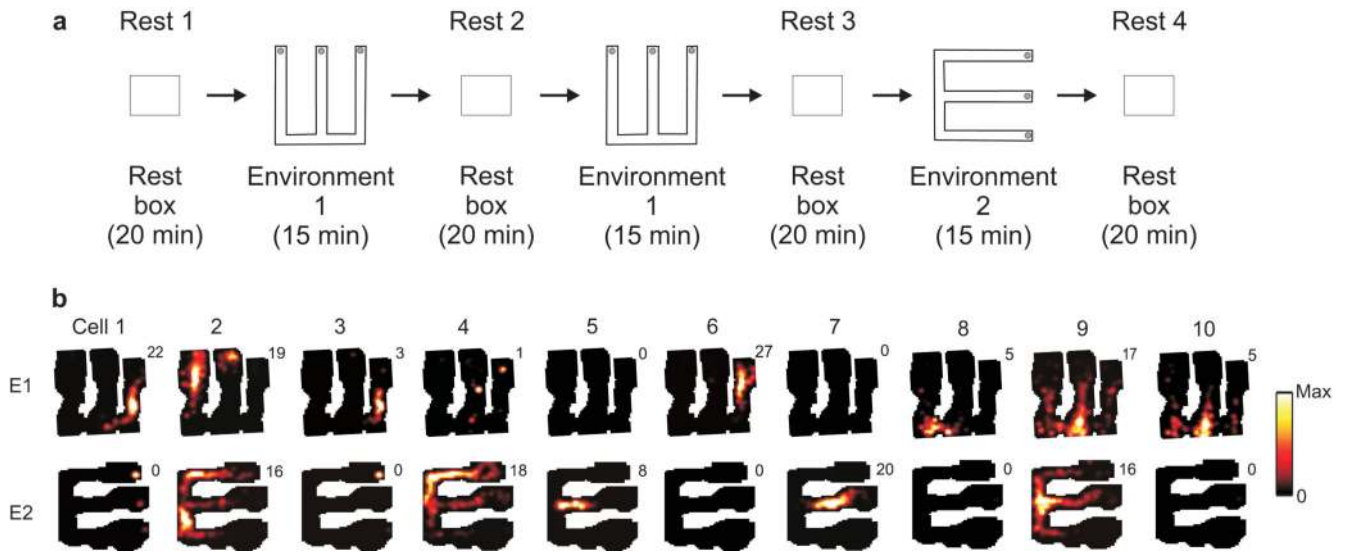 a
Rest 1 Rest 2 Rest 3 Rest 4
Rest Environment Rest Environment Rest Environment Rest
box 1 box 1 box 2 box
(20 min) (15 min) (20 min) (15 min) (20 min) (15 min) (20 min)
b
Cell 1 2 3 4 5 6 7 8 9 10
22 19 3 1 0 27 0 5 17 5
E1
Max
0 16 0 18 8 0 20 0 16 0
0
E2